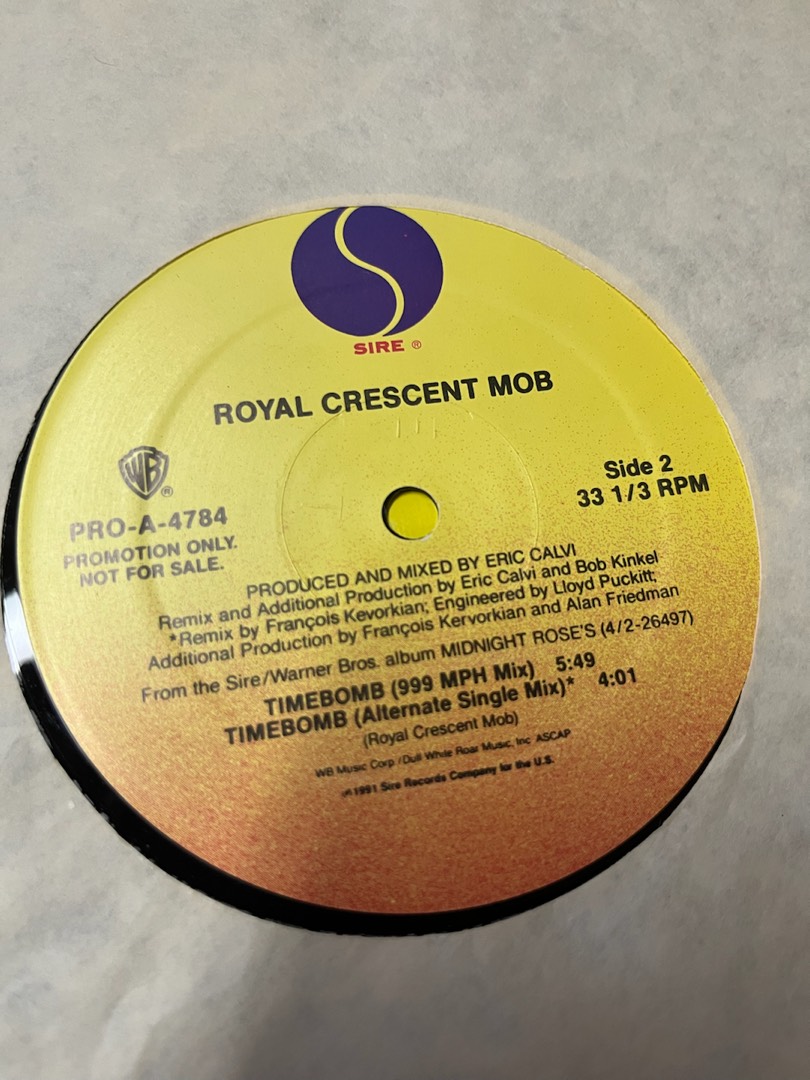 SIRE ®
ROYAL CRESCENT MOB
WB ®
PRO-A-4784
PROMOTION ONLY.
NOT FOR SALE.
Side 2
33 1/3 RPM
PRODUCED AND MIXED BY ERIC CALVI
Remix and Additional Production by Eric Calvi and Bob Kinkel
*Remix by François Kevorkian; Engineered by Lloyd Puckitt;
Additional Production by François Kervorkian and Alan Friedman
From the Sire/Warner Bros. album MIDNIGHT ROSE'S (4/2-26497)
TIMEBOMB (999 MPH Mix) 5:49
TIMEBOMB (Alternate Single Mix)* 4:01
(Royal Crescent Mob)
WB Music Corp./Dull White Roar Music, Inc ASCAP
℗1991 Sire Records Company for the U.S.